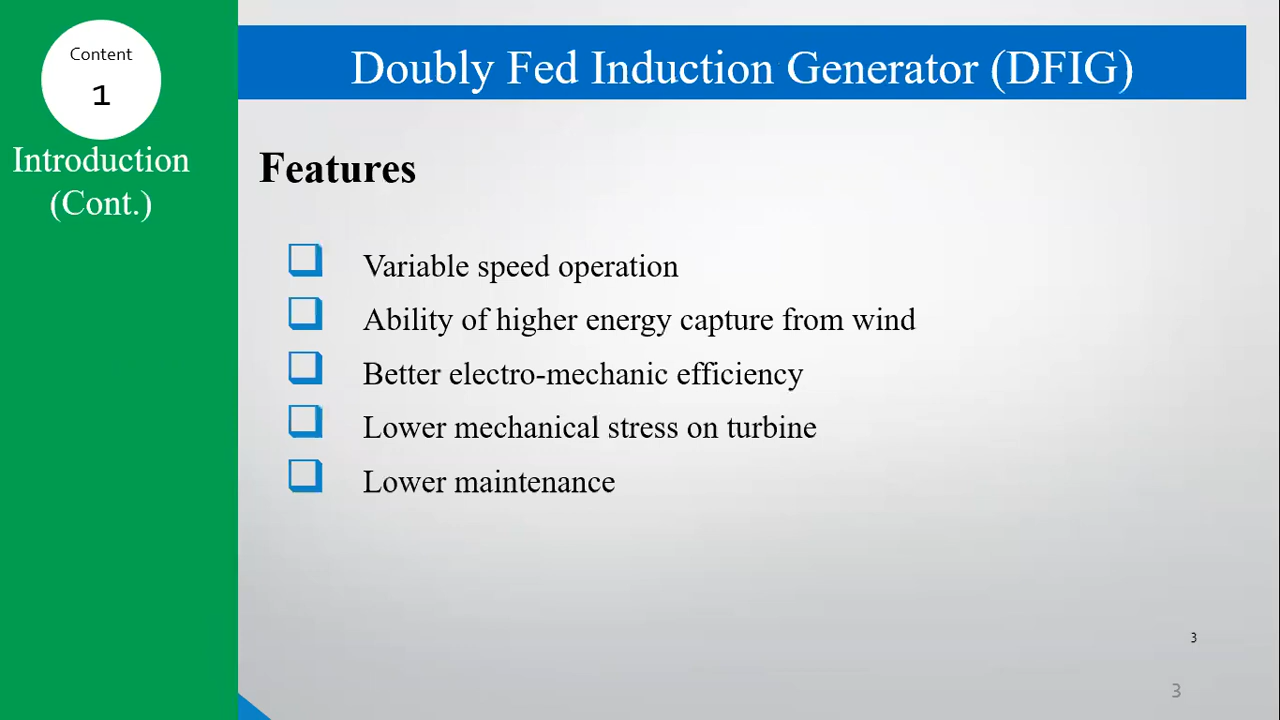 Content
1
Introduction
(Cont.)
Doubly Fed Induction Generator (DFIG)
Features
Variable speed operation
Ability of higher energy capture from wind
Better electro-mechanic efficiency
Lower mechanical stress on turbine
Lower maintenance
3
3